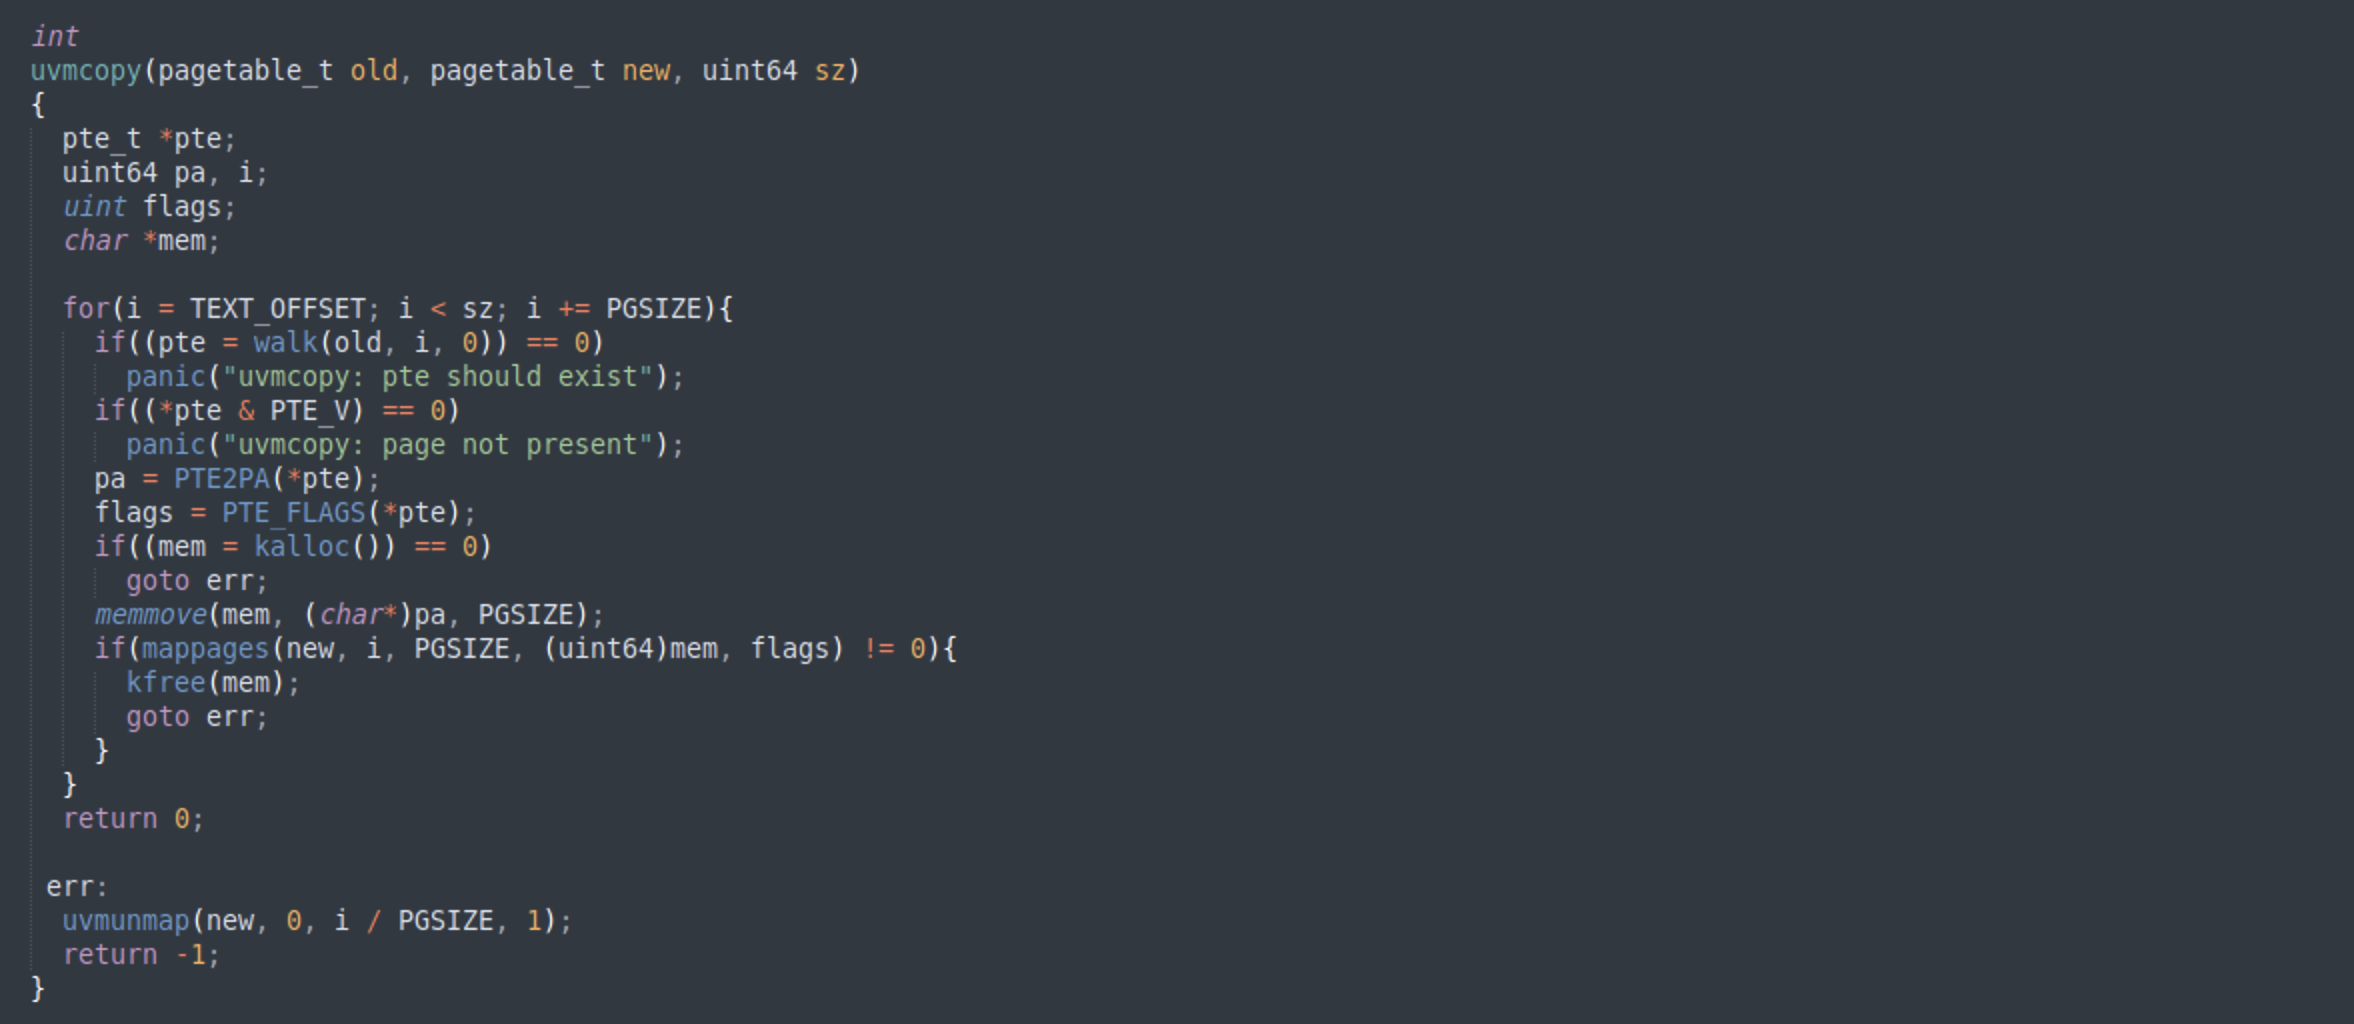 int
uvmcopy(pagetable_t old, pagetable_t new, uint64 sz)
{
  pte_t *pte;
  uint64 pa, i;
  uint flags;
  char *mem;

  for(i = TEXT_OFFSET; i < sz; i += PGSIZE){
    if((pte = walk(old, i, 0)) == 0)
      panic("uvmcopy: pte should exist");
    if((*pte & PTE_V) == 0)
      panic("uvmcopy: page not present");
    pa = PTE2PA(*pte);
    flags = PTE_FLAGS(*pte);
    if((mem = kalloc()) == 0)
      goto err;
    memmove(mem, (char*)pa, PGSIZE);
    if(mappages(new, i, PGSIZE, (uint64)mem, flags) != 0){
      kfree(mem);
      goto err;
    }
  }
  return 0;

 err:
  uvmunmap(new, 0, i / PGSIZE, 1);
  return -1;
}